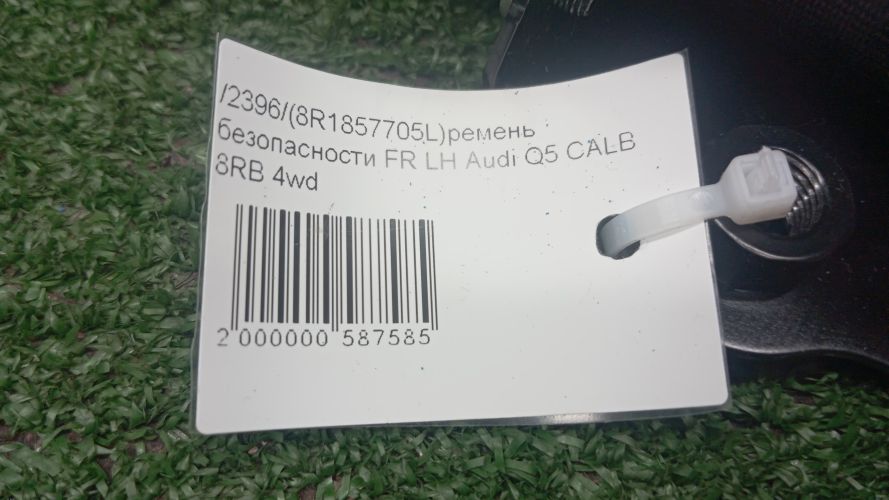 /2396/(8R1857705L)ремень
безопасности FR LH Audi Q5 CALB
8RB 4wd
2 000000 587585